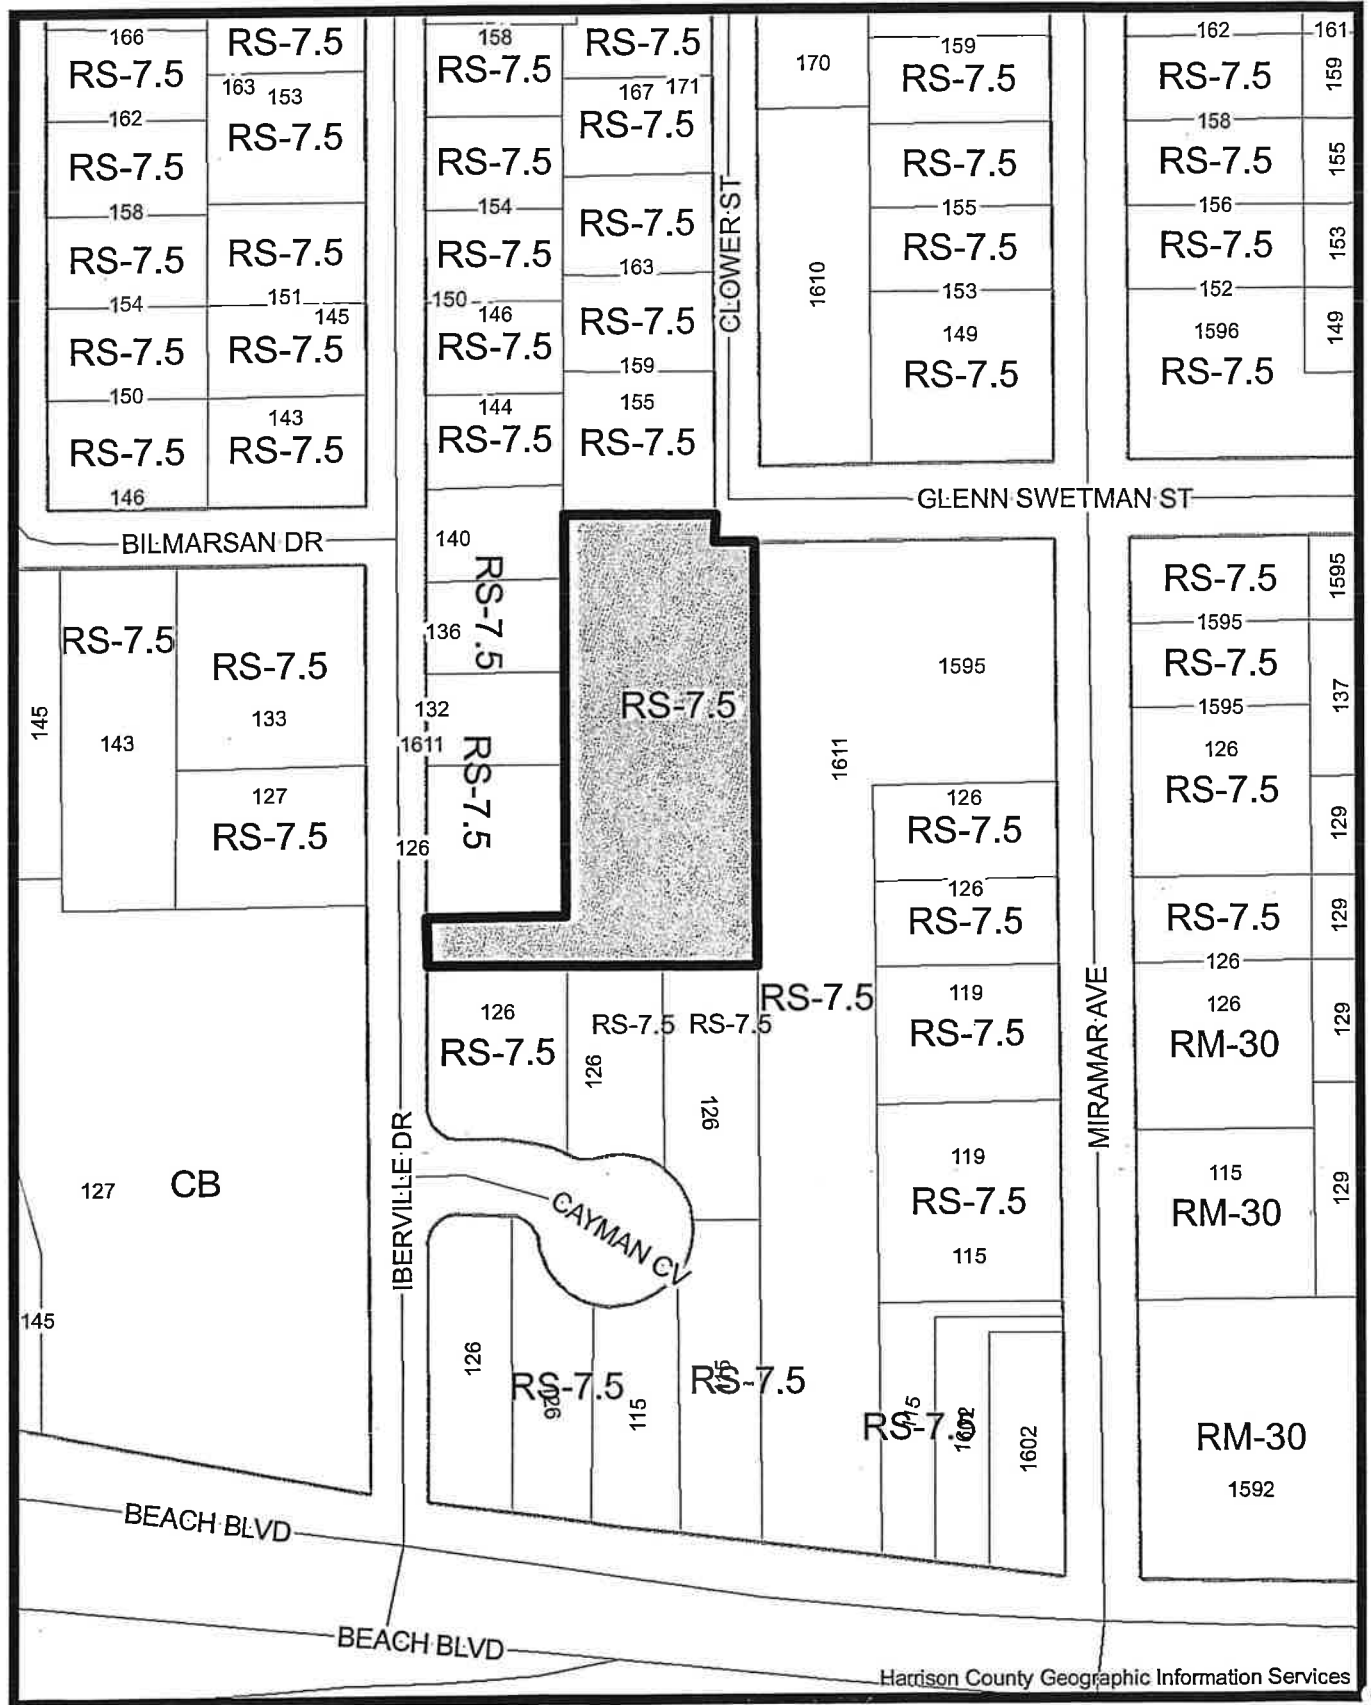 166
RS-7.5
RS-7.5
163
153
RS-7.5
162
RS-7.5
158
RS-7.5
RS-7.5
154
151
145
RS-7.5
RS-7.5
150
143
RS-7.5
RS-7.5
146
158
RS-7.5
RS-7.5
167
171
RS-7.5
RS-7.5
154
RS-7.5
RS-7.5
163
150
146
RS-7.5
RS-7.5
159
144
RS-7.5
155
RS-7.5
CLOWER ST
170
159
RS-7.5
RS-7.5
155
RS-7.5
1610
153
149
RS-7.5
162
161
RS-7.5
159
158
RS-7.5
155
156
RS-7.5
153
152
1596
RS-7.5
149
GLENN SWETMAN ST
BILMARSAN DR
140
RS-7.5
136
132
1611
RS-7.5
126
RS-7.5
145
RS-7.5
143
RS-7.5
133
127
RS-7.5
1595
1611
126
RS-7.5
126
RS-7.5
119
RS-7.5
119
RS-7.5
115
RS-7.5
RS-7.5
1595
1595
RS-7.5
1595
137
126
RS-7.5
129
RS-7.5
129
126
126
RM-30
129
115
RM-30
129
MIRAMAR AVE
126
RS-7.5
RS-7.5
126
RS-7.5
126
IBERVILLE DR
CAYMAN CV
127
CB
145
126
RS-7.5
115
RS-7.5
RS-7.5
115
1602
RM-30
1592
BEACH BLVD
BEACH BLVD
Harrison County Geographic Information Services